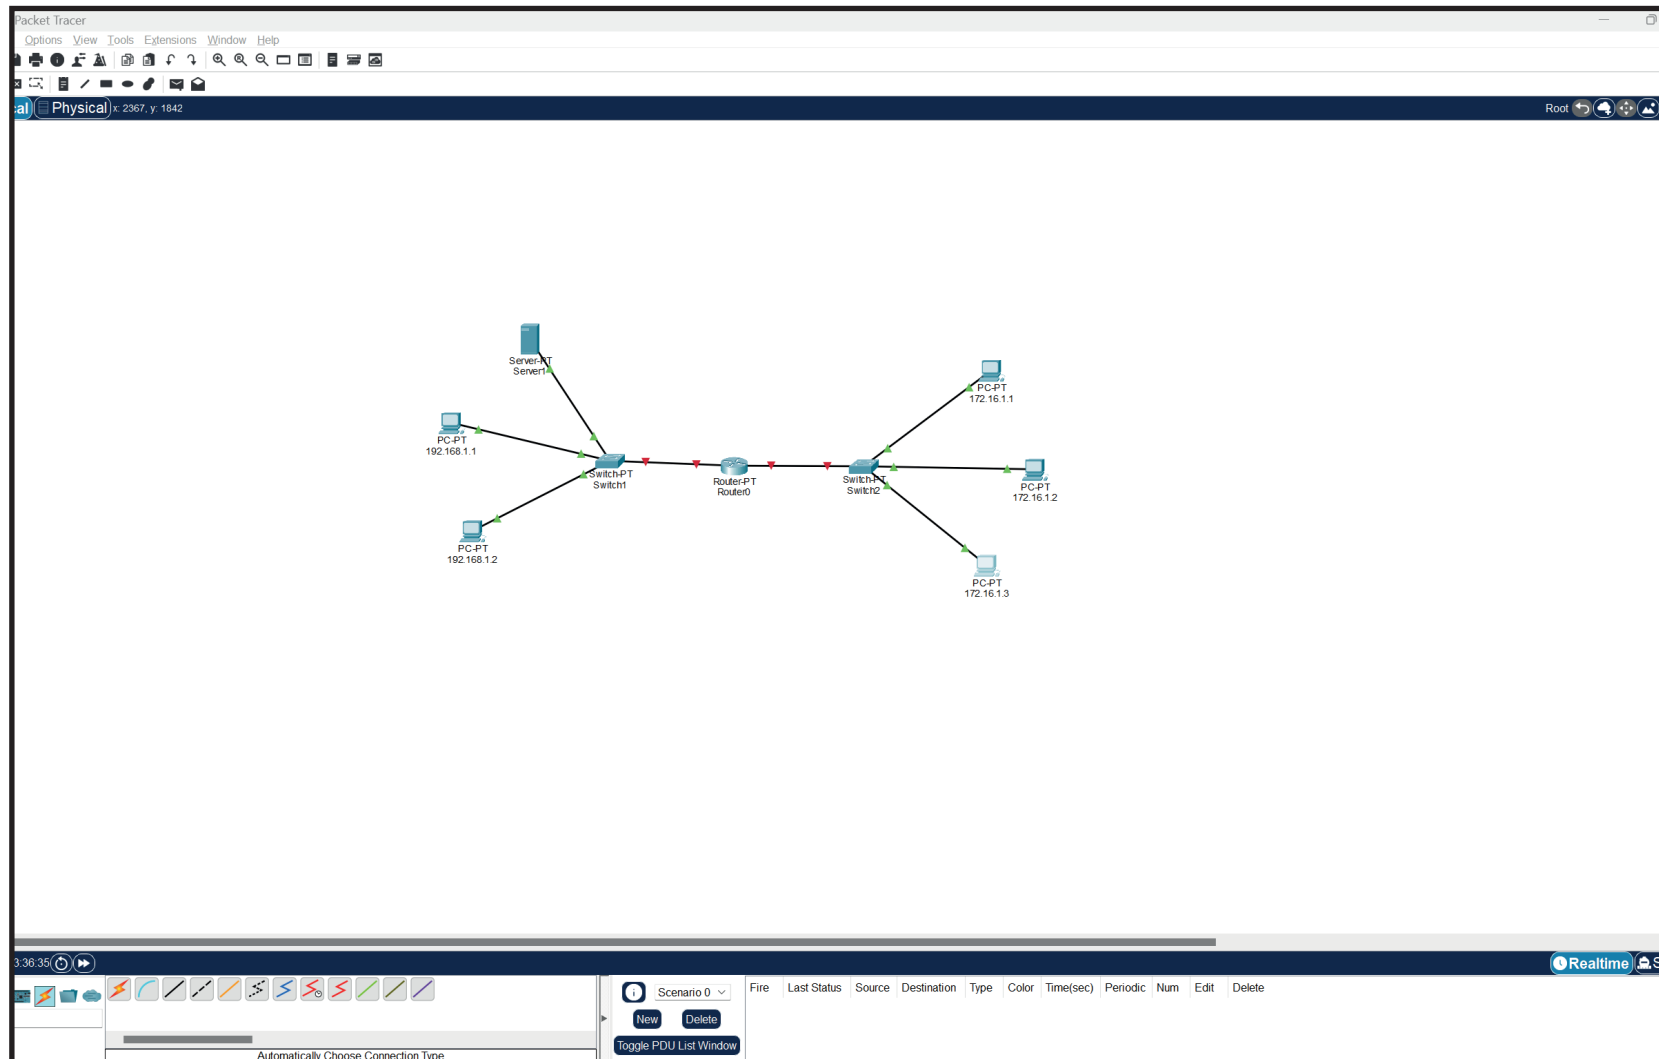 Packet Tracer
Options View Tools Extensions Window Help
al Physical x: 2367, y: 1842 Root
Server-PT
Server1
PC-PT
192.168.1.1
Switch-PT
Switch1
PC-PT
192.168.1.2
Router-PT
Router0
Switch-PT
Switch2
PC-PT
172.16.1.1
PC-PT
172.16.1.2
PC-PT
172.16.1.3
3:36:35 Realtime S
Scenario 0 Fire Last Status Source Destination Type Color Time(sec) Periodic Num Edit Delete
New Delete
Toggle PDU List Window
Automatically Choose Connection Type